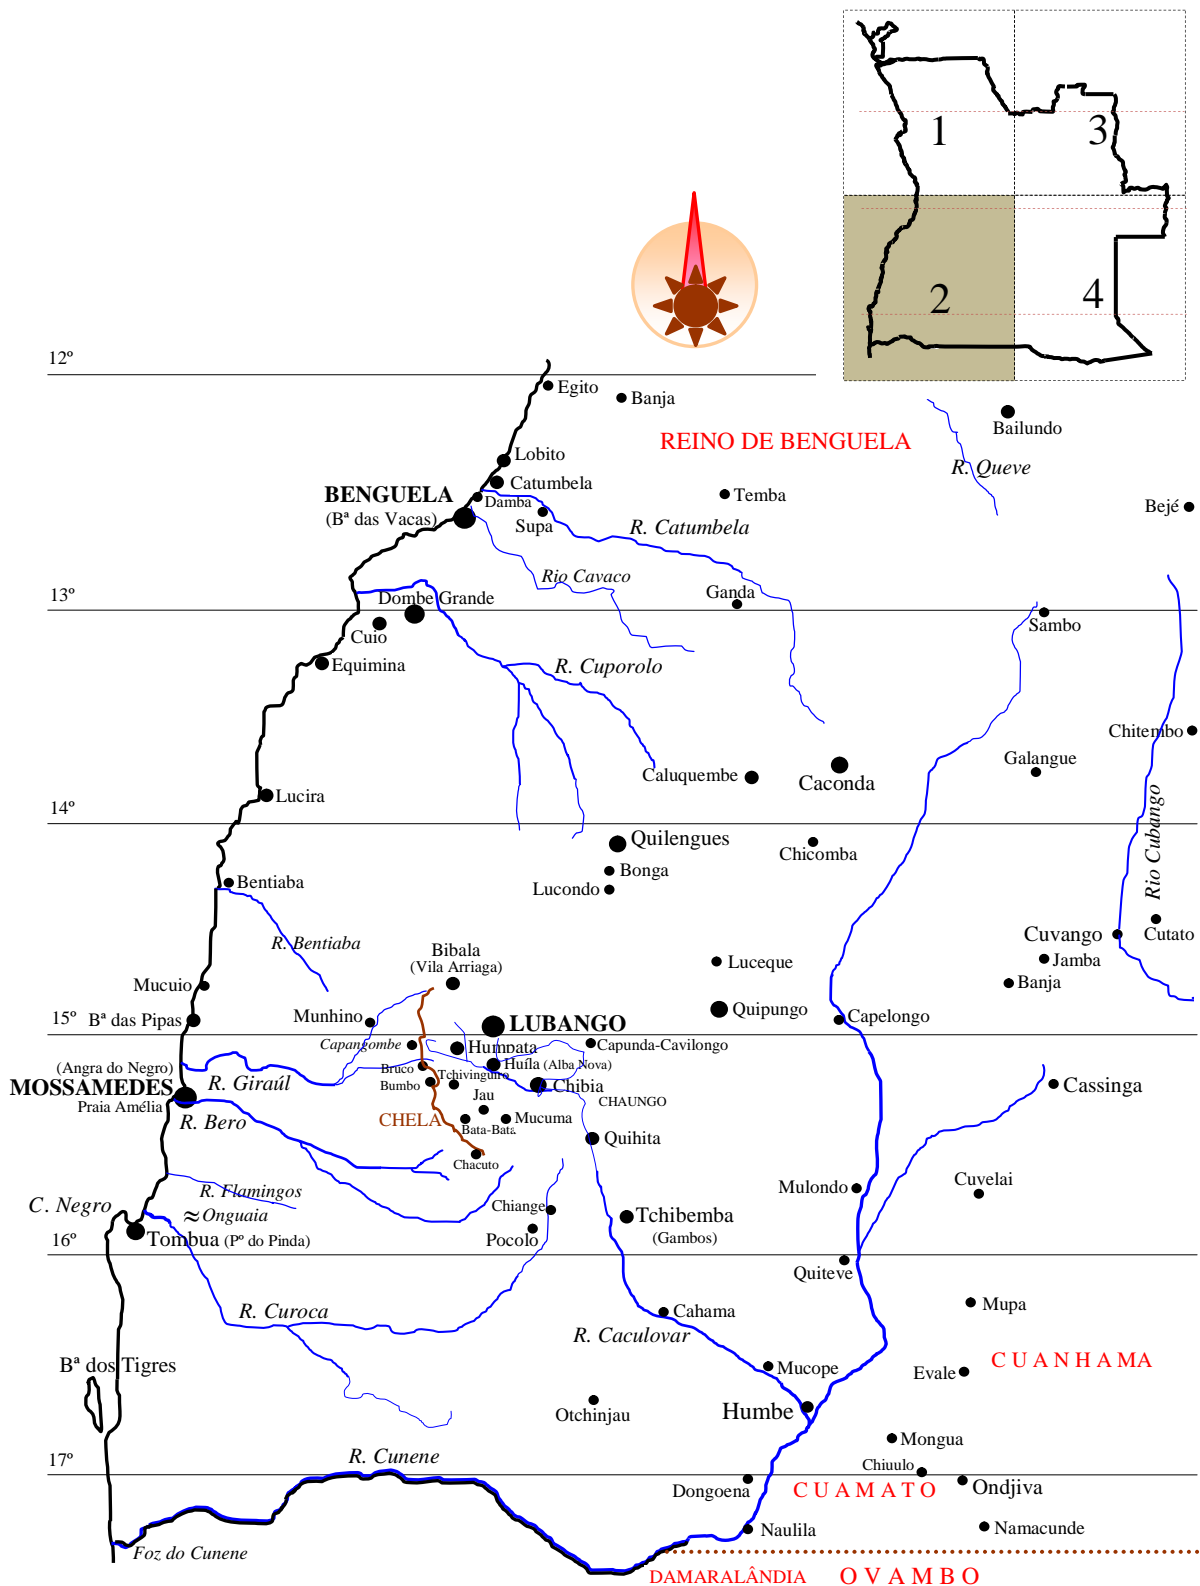 1
3
2
4
12º
Egito
Banja
Bailundo
REINO DE BENGUELA
R. Queve
Lobito
Catumbela
BENGUELA
Damba
Temba
(Bª das Vacas)
Supa
R. Catumbela
Bejé
Rio Cavaco
13º
Dombe Grande
Ganda
Cuio
Sambo
Equimina
R. Cuporolo
Chitembo
Galangue
Caluquembe
Caconda
Lucira
14º
Rio Cubango
Quilengues
Chicomba
Bonga
Bentiaba
Lucondo
Cuvango
Cutato
R. Bentiaba
Bibala
(Vila Arriaga)
Luceque
Jamba
Mucuio
Banja
Munhino
Quipungo
Bª das Pipas
LUBANGO
Capelongo
15º
Capangombe
Humpata
Capunda-Cavilongo
(Angra do Negro)
Bruco
Huíla (Alba Nova)
MOSSAMEDES
R. Giraúl
Tchivinguiro
Bumbo
Chibia
Cassinga
Praia Amélia
Jau
CHAUNGO
R. Bero
CHELA
Bata-Bata
Mucuma
Quihita
Chacuto
R. Flamingos
Mulondo
Cuvelai
C. Negro
≈Onguaia
Chiange
Tchibemba
(Gambos)
Tombua (Pº do Pinda)
Pocolo
16º
Quiteve
R. Curoca
Cahama
Mupa
R. Caculovar
Bª dos Tigres
Mucope
CUANHAMA
Evale
Otchinjau
Humbe
Mongua
R. Cunene
Chiuulo
17º
Dongoena
CUAMATO
Ondjiva
Naulila
Namacunde
Foz do Cunene
DAMARALÂNDIA
OVAMBO